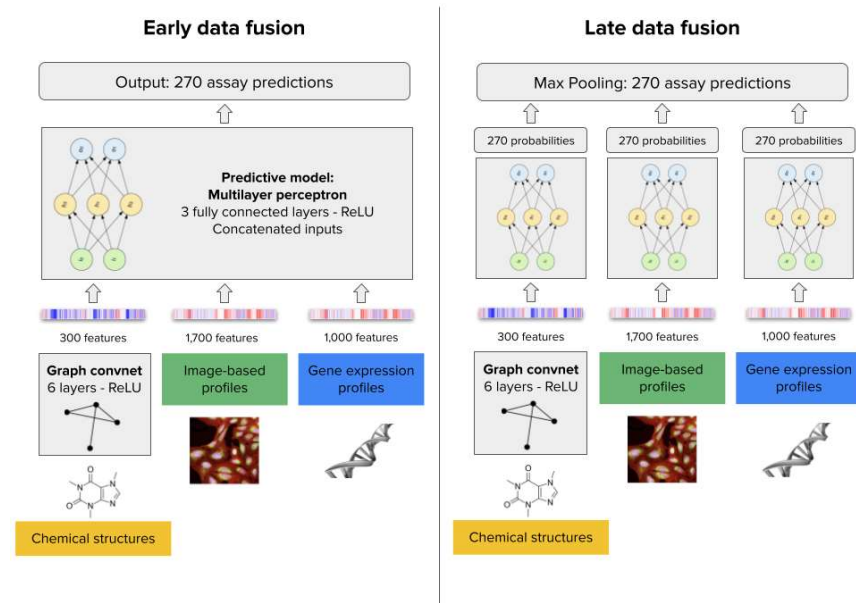 Early data fusion
Output: 270 assay predictions
Predictive model:
Multilayer perceptron
3 fully connected layers - ReLU
Concatenated inputs
300 features
1,700 features
1,000 features
Graph convnet
6 layers - ReLU
Image-based
profiles
Gene expression
profiles
Chemical structures
Late data fusion
Max Pooling: 270 assay predictions
270 probabilities
270 probabilities
270 probabilities
300 features
1,700 features
1,000 features
Graph convnet
6 layers - ReLU
Image-based
profiles
Gene expression
profiles
Chemical structures